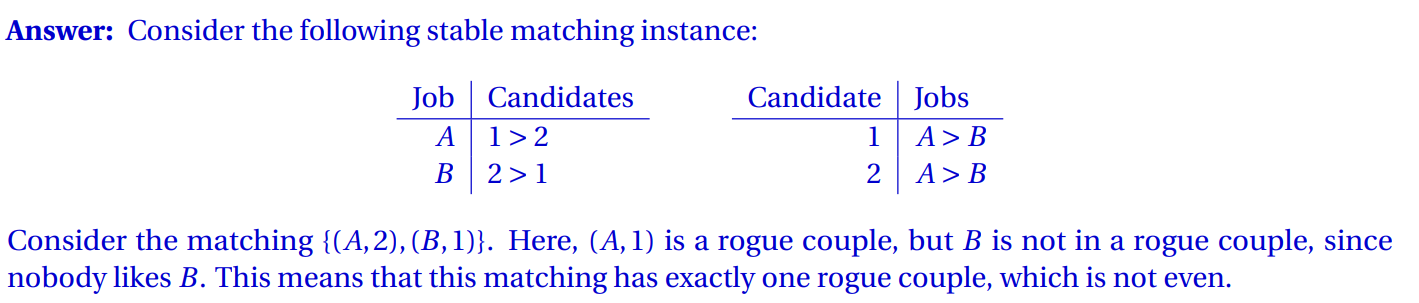 Answer: Consider the following stable matching instance:
Job Candidates Candidate Jobs
A 1 > 2 1 A > B
B 2 > 1 2 A > B
Consider the matching {(A,2),(B,1)}. Here, (A,1) is a rogue couple, but B is not in a rogue couple, since
nobody likes B. This means that this matching has exactly one rogue couple, which is not even.